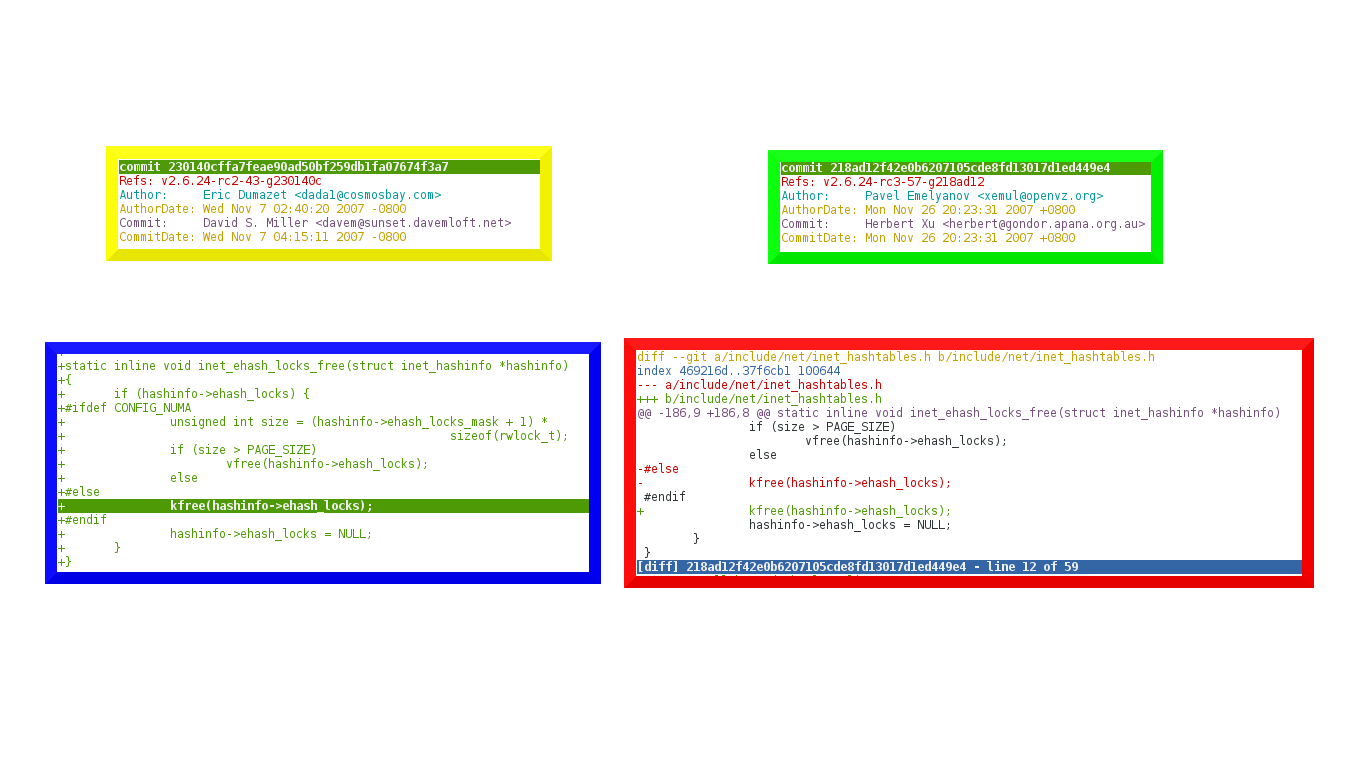 commit 230140cffa7feae90ad50bf259db1fa07674f3a7
Refs: v2.6.24-rc2-43-g230140c
Author:     Eric Dumazet <dada1@cosmosbay.com>
AuthorDate: Wed Nov 7 02:40:20 2007 -0800
Commit:     David S. Miller <davem@sunset.davemloft.net>
CommitDate: Wed Nov 7 04:15:11 2007 -0800
commit 218ad12f42e0b6207105cde8fd13017d1ed449e4
Refs: v2.6.24-rc3-57-g218ad12
Author:     Pavel Emelyanov <xemul@openvz.org>
AuthorDate: Mon Nov 26 20:23:31 2007 +0800
Commit:     Herbert Xu <herbert@gondor.apana.org.au>
CommitDate: Mon Nov 26 20:23:31 2007 +0800
+static inline void inet_ehash_locks_free(struct inet_hashinfo *hashinfo)
+{
+       if (hashinfo->ehash_locks) {
+#ifdef CONFIG_NUMA
+               unsigned int size = (hashinfo->ehash_locks_mask + 1) *
+                                                       sizeof(rwlock_t);
+               if (size > PAGE_SIZE)
+                       vfree(hashinfo->ehash_locks);
+               else
+#else
+               kfree(hashinfo->ehash_locks);
+#endif
+               hashinfo->ehash_locks = NULL;
+       }
+}
diff --git a/include/net/inet_hashtables.h b/include/net/inet_hashtables.h
index 469216d..37f6cb1 100644
--- a/include/net/inet_hashtables.h
+++ b/include/net/inet_hashtables.h
@@ -186,9 +186,8 @@ static inline void inet_ehash_locks_free(struct inet_hashinfo *hashinfo)
                if (size > PAGE_SIZE)
                        vfree(hashinfo->ehash_locks);
                else
-#else
-               kfree(hashinfo->ehash_locks);
 #endif
+               kfree(hashinfo->ehash_locks);
                hashinfo->ehash_locks = NULL;
        }
 }
[diff] 218ad12f42e0b6207105cde8fd13017d1ed449e4 - line 12 of 59